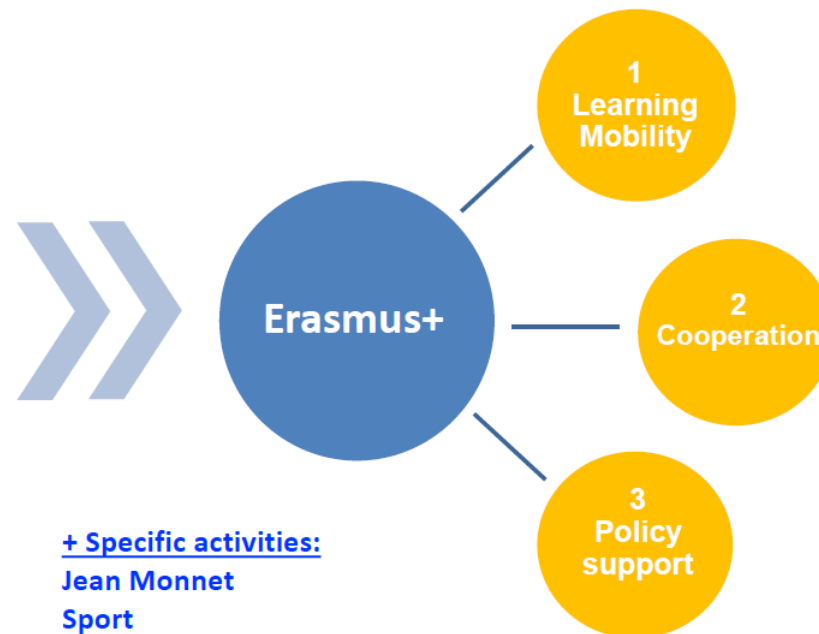 1
Learning
Mobility
Erasmus+
2
Cooperation
3
Policy
support
+ Specific activities:
Jean Monnet
Sport